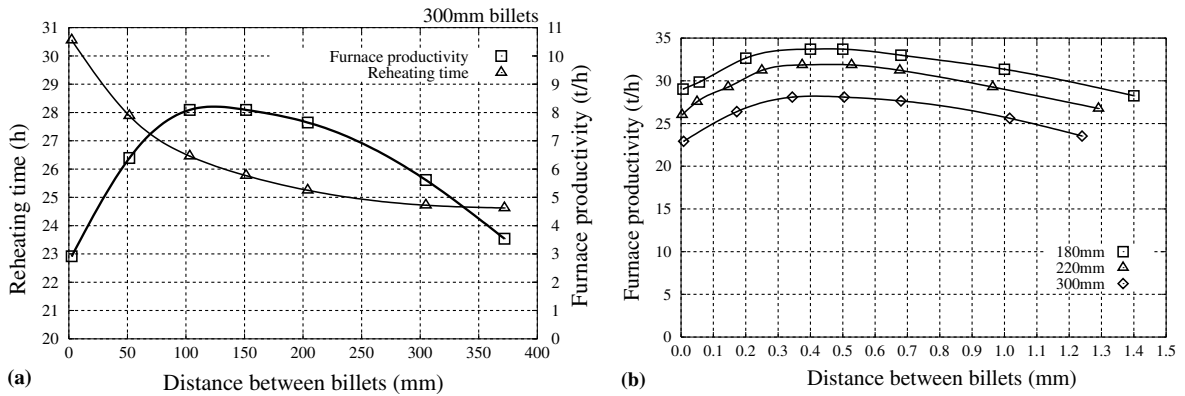 300mm billets
31
30
29
28
27
26
25
24
23
22
21
20
11
10
9
8
7
6
5
4
3
2
1
0
Furnace productivity
Reheating time
Reheating time (h)
Furnace productivity (t/h)
0 50 100 150 200 250 300 350 400
(a) Distance between billets (mm)
35
30
25
20
15
10
5
0
Furnace productivity (t/h)
180mm
220mm
300mm
0.0 0.1 0.2 0.3 0.4 0.5 0.6 0.7 0.8 0.9 1.0 1.1 1.2 1.3 1.4 1.5
(b) Distance between billets (mm)